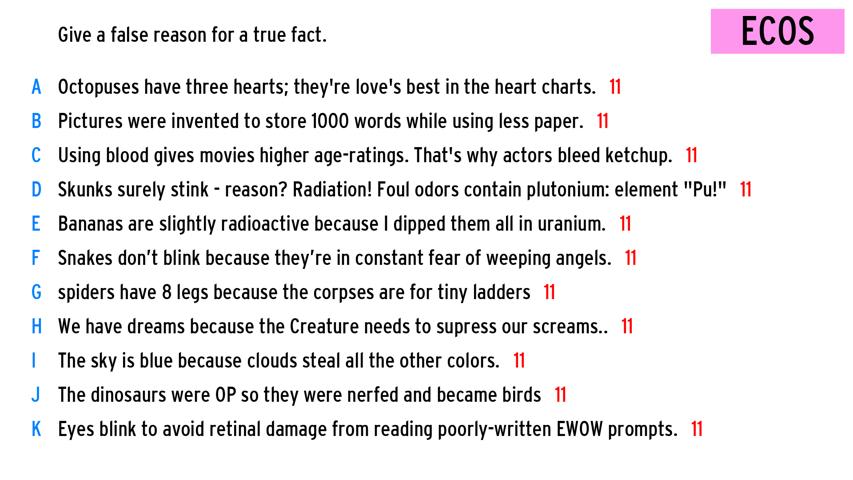 Give a false reason for a true fact.
ECOS
A Octopuses have three hearts; they're love's best in the heart charts. 11
B Pictures were invented to store 1000 words while using less paper. 11
C Using blood gives movies higher age-ratings. That's why actors bleed ketchup. 11
D Skunks surely stink - reason? Radiation! Foul odors contain plutonium: element "Pu!" 11
E Bananas are slightly radioactive because I dipped them all in uranium. 11
F Snakes don’t blink because they’re in constant fear of weeping angels. 11
G spiders have 8 legs because the corpses are for tiny ladders 11
H We have dreams because the Creature needs to supress our screams.. 11
I The sky is blue because clouds steal all the other colors. 11
J The dinosaurs were OP so they were nerfed and became birds 11
K Eyes blink to avoid retinal damage from reading poorly-written EWOW prompts. 11